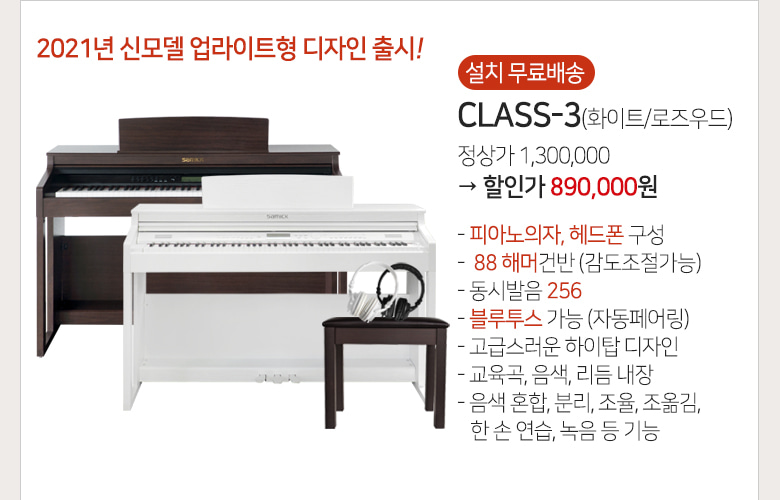 2021년 신모델 업라이트형 디자인 출시!
설치 무료배송
CLASS-3(화이트/로즈우드)
정상가 1,300,000
→ 할인가 890,000원
- 피아노의자, 헤드폰 구성
- 88 해머건반 (감도조절가능)
- 동시발음 256
- 블루투스 가능 (자동페어링)
- 고급스러운 하이탑 디자인
- 교육곡, 음색, 리듬 내장
- 음색 혼합, 분리, 조율, 조옮김,
한 손 연습, 녹음 등 기능
SAMICK
SAMICK